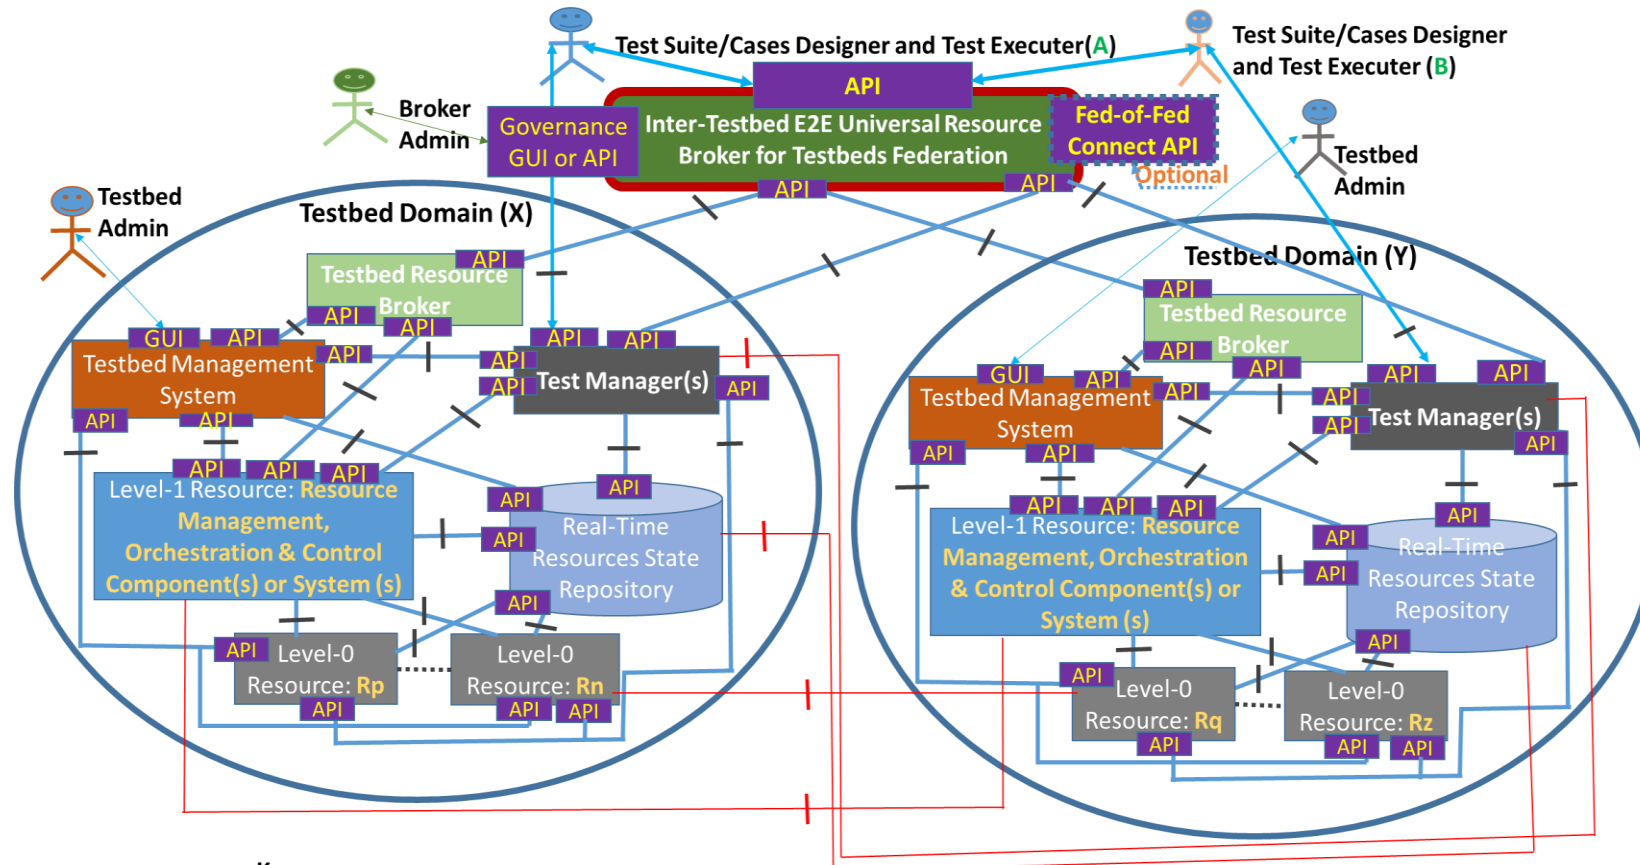 Test Suite/Cases Designer and Test Executer(A)
Test Suite/Cases Designer
and Test Executer (B)
API
Broker
Admin
Governance
GUI or API
Inter-Testbed E2E Universal Resource
Broker for Testbeds Federation
Fed-of-Fed
Connect API
Optional
API
API
Testbed
Admin
Testbed
Admin
Testbed Domain (X)
API
Testbed Resource
Broker
API
API
GUI
API
Testbed Management
System
API
API
API
API
API
API
API
Test Manager(s)
API
API
API
API
Level-1 Resource: Resource
Management,
Orchestration & Control
Component(s) or System (s)
API
API
API
API
Real-Time
Resources State
Repository
API
Level-0
Resource: Rp
API
Level-0
Resource: Rn
API
API
Testbed Domain (Y)
API
Testbed Resource
Broker
API
API
GUI
API
Testbed Management
System
API
API
API
API
API
API
API
Test Manager(s)
API
API
API
API
Level-1 Resource: Resource
Management, Orchestration
& Control Component(s) or
System (s)
API
API
API
API
Real-Time
Resources State
Repository
API
Level-0
Resource: Rq
API
Level-0
Resource: Rz
API
API